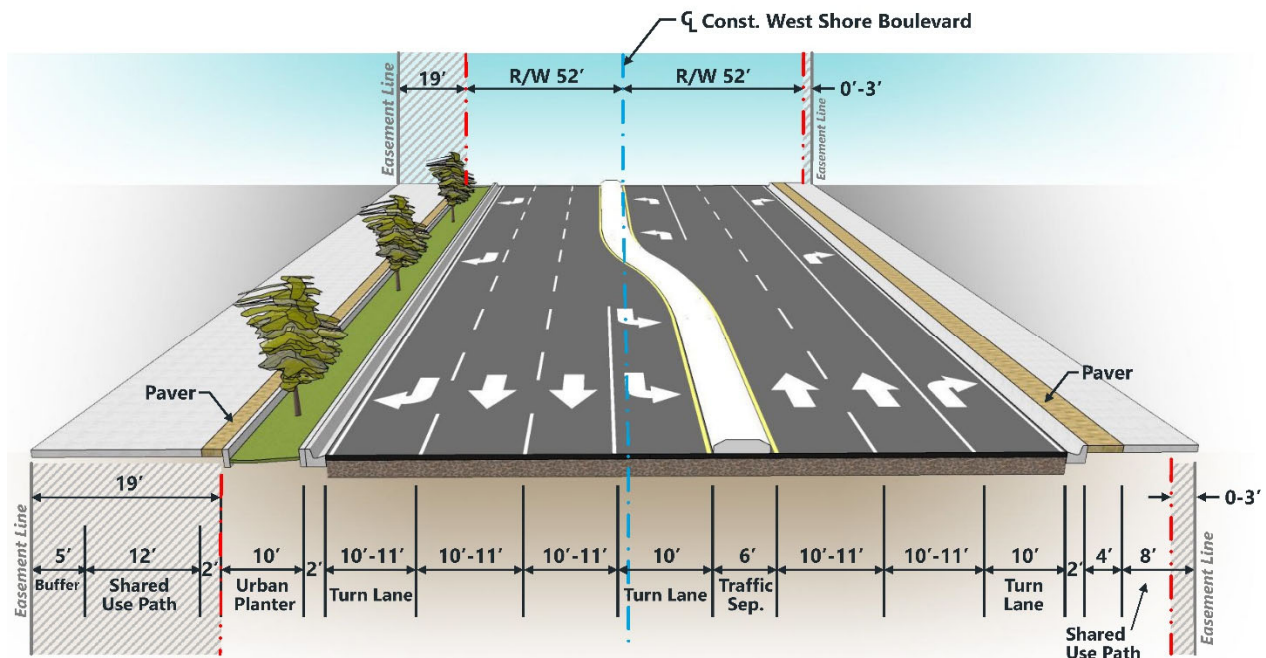 ℄ Const. West Shore Boulevard
Easement Line
19'
R/W 52'
R/W 52'
0'-3'
Easement Line
Paver
Paver
19'
0-3'
Easement Line
5'
12'
2'
10'
2'
10'-11'
10'-11'
10'-11'
10'
6'
10'-11'
10'-11'
10'
2'
4'
8'
Easement Line
Buffer
Shared
Use Path
Urban
Planter
Turn Lane
Turn Lane
Traffic
Sep.
Turn
Lane
Shared
Use Path